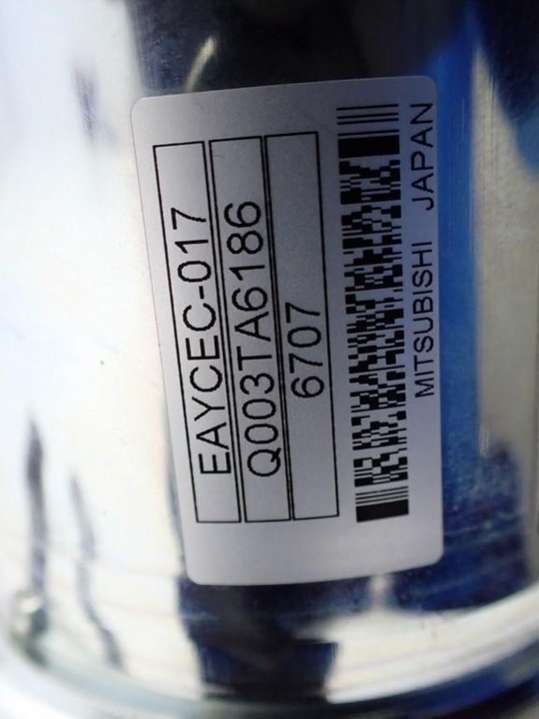 EAYCEC-017
Q003TA6186
6707
MITSUBISHI JAPAN